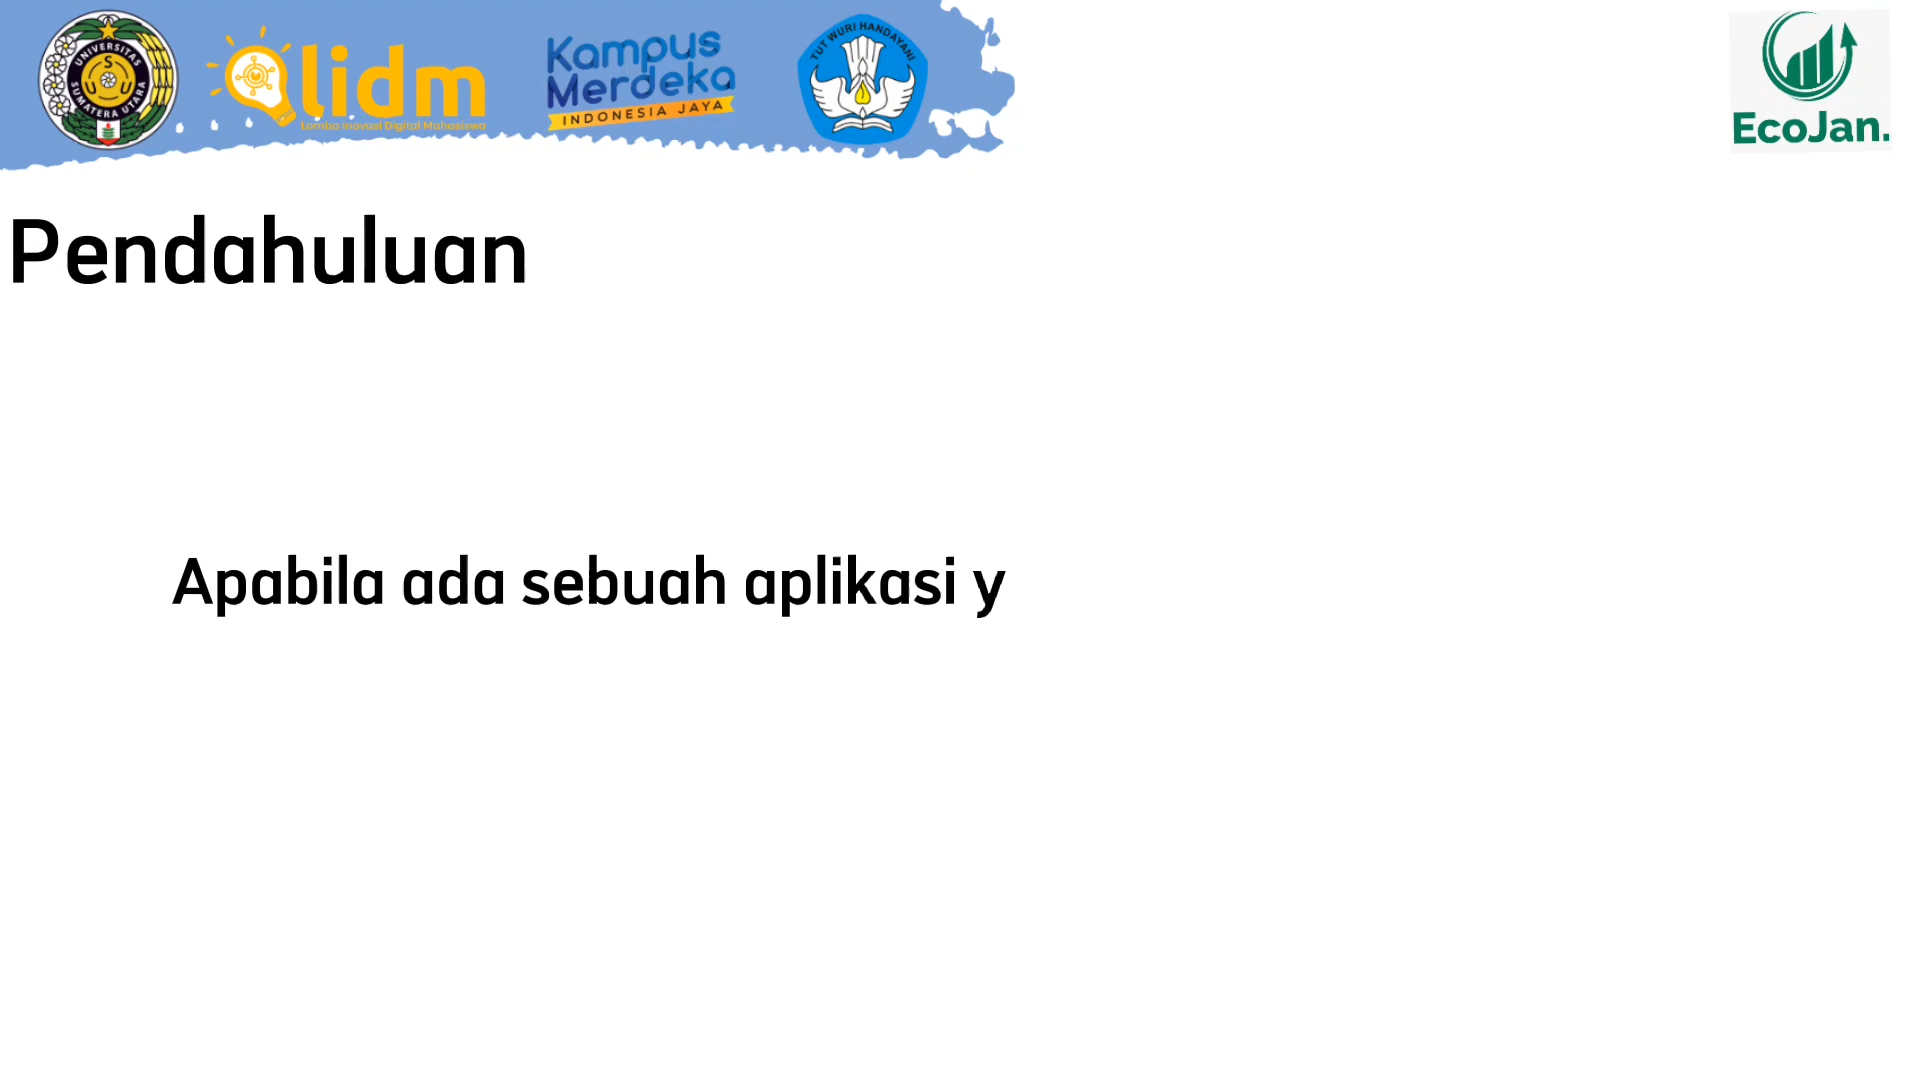 UNIVERSITAS
SUMATERA UTARA
S
U U
lidm
Lomba Inovasi Digital Mahasiswa
Kampus
Merdeka
INDONESIA JAYA
TUT WURI HANDAYANI
EcoJan.
Pendahuluan
Apabila ada sebuah aplikasi y